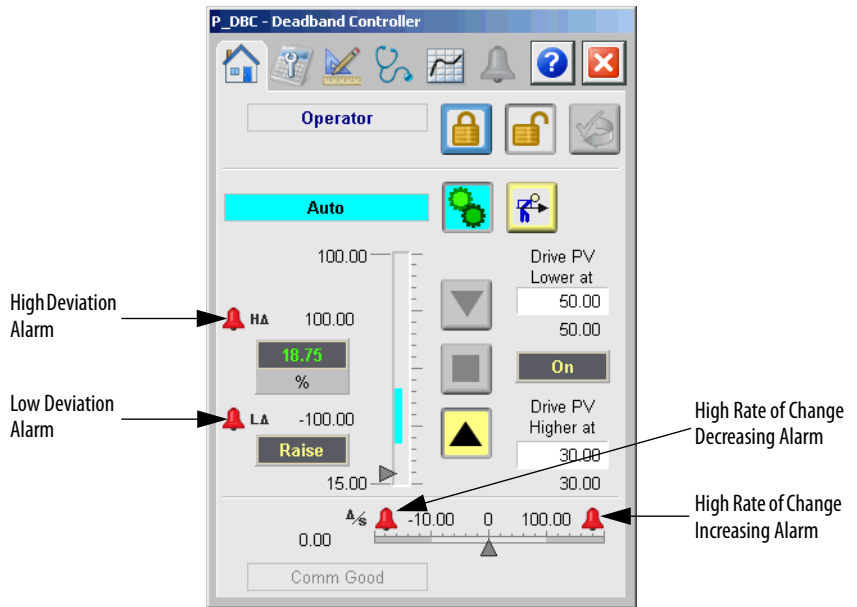 P_DBC - Deadband Controller
?
Operator
Auto
100.00
Drive PV
Lower at
50.00
50.00
High Deviation
Alarm
HΔ 100.00
18.75
%
On
Low Deviation
Alarm
LΔ -100.00
Raise
Drive PV
Higher at
30.00
30.00
15.00
High Rate of Change
Decreasing Alarm
Δ/s -10.00 0 100.00
0.00
High Rate of Change
Increasing Alarm
Comm Good